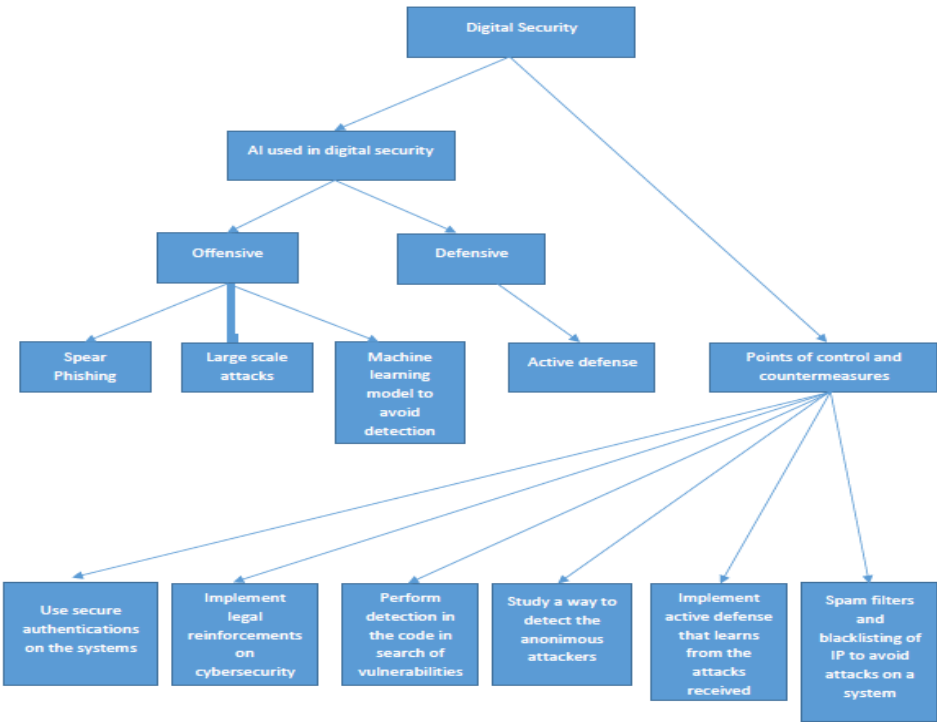 Digital Security
AI used in digital security
Offensive
Defensive
Spear
Phishing
Large scale
attacks
Machine
learning
model to
avoid
detection
Active defense
Points of control and
countermeasures
Use secure
authentications
on the systems
Implement
legal
reinforcements
on
cybersecurity
Perform
detection in
the code in
search of
vulnerabilities
Study a way to
detect the
anonimous
attackers
Implement
active defense
that learns
from the
attacks
received
Spam filters
and
blacklisting of
IP to avoid
attacks on a
system